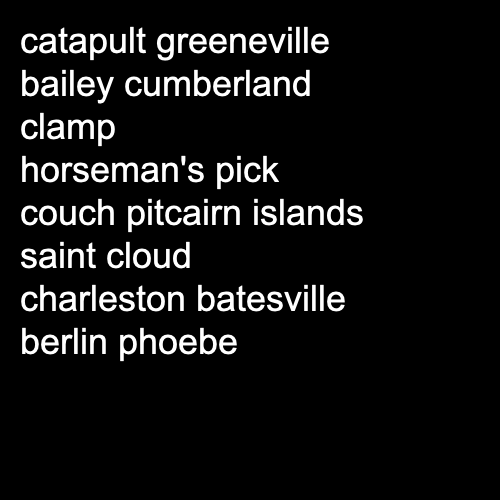 catapult greeneville
bailey cumberland
clamp
horseman's pick
couch pitcairn islands
saint cloud
charleston batesville
berlin phoebe